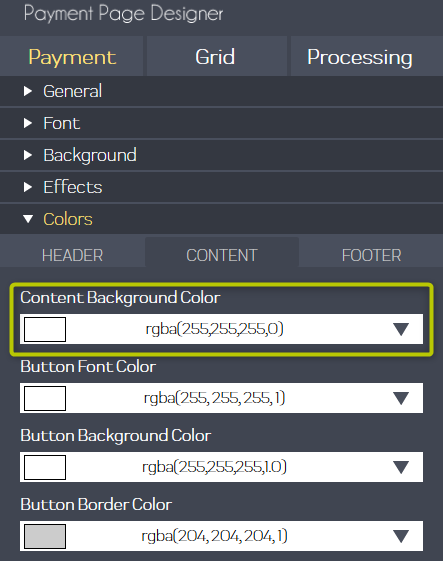 Payment Page Designer
Payment Grid Processing
General
Font
Background
Effects
Colors
HEADER CONTENT FOOTER
Content Background Color
rgba(255,255,255,0)
Button Font Color
rgba(255, 255, 255, 1)
Button Background Color
rgba(255,255,255,1.0)
Button Border Color
rgba(204, 204, 204, 1)